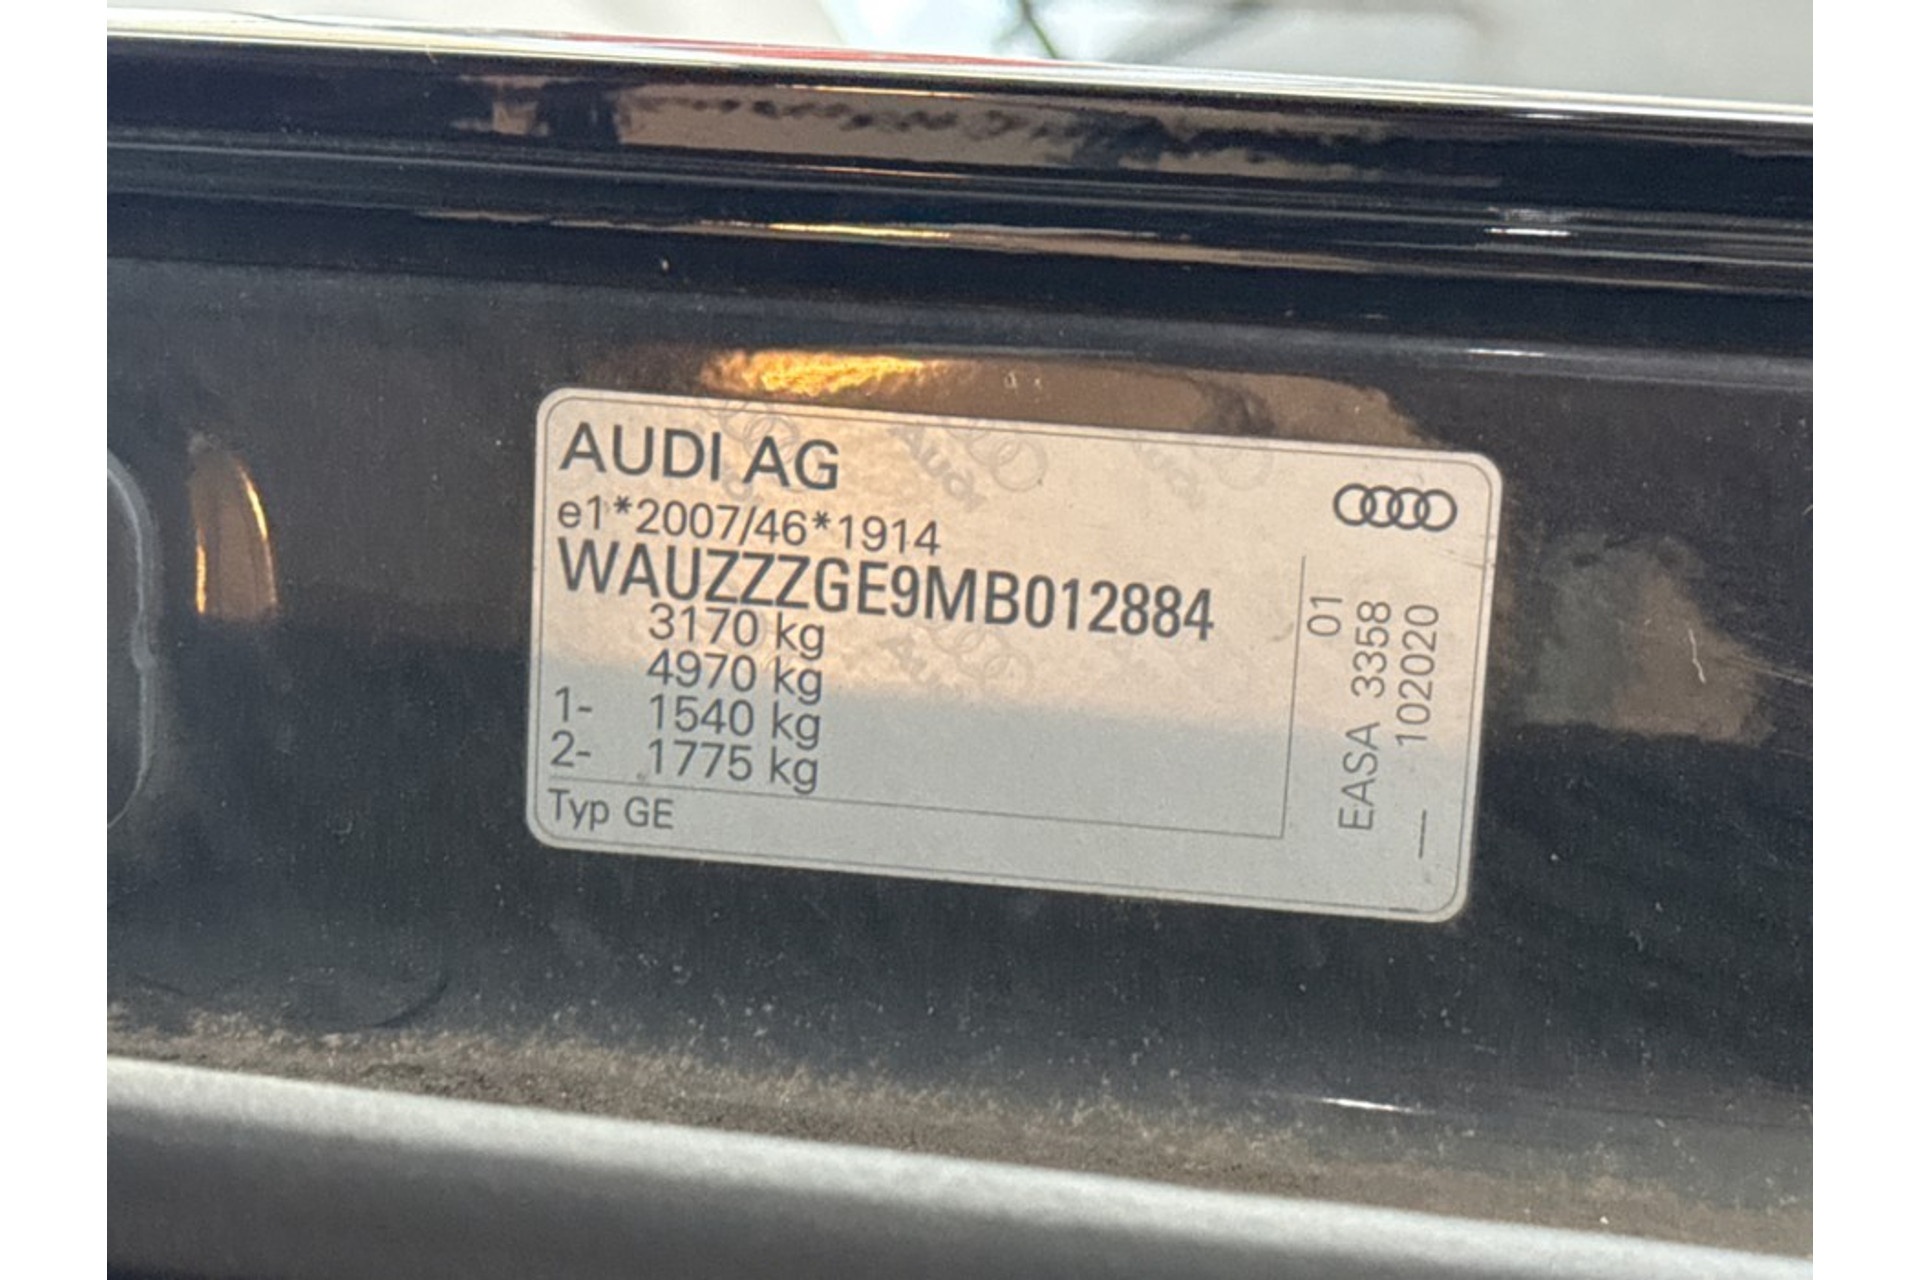 AUDI AG
e1*2007/46*1914
WAUZZZGE9MB012884
3170 kg
4970 kg
1- 1540 kg
2- 1775 kg
Typ GE
01
EASA 3358
— 102020